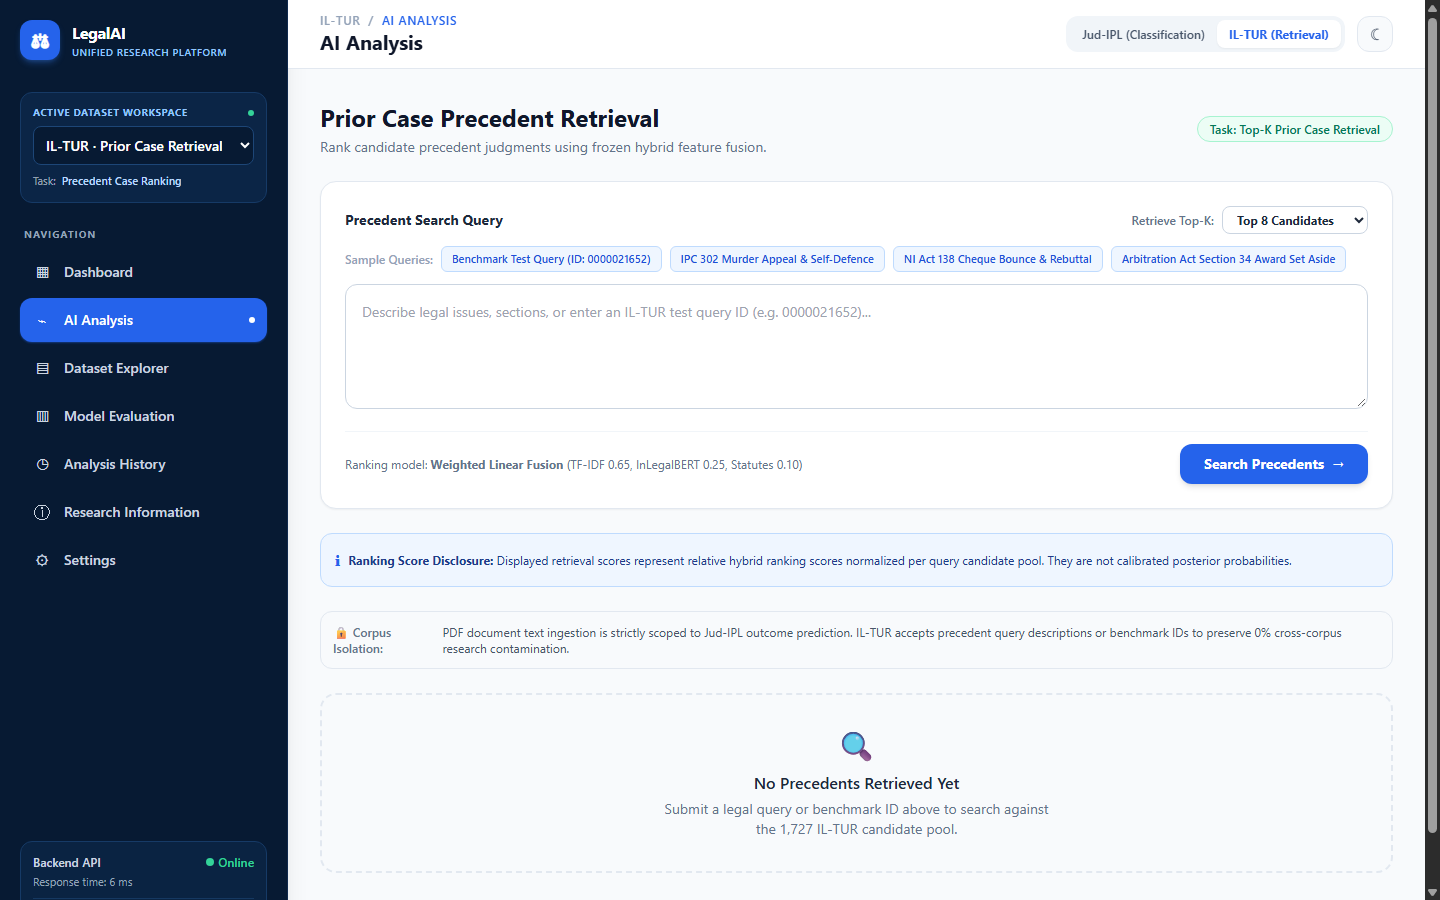 LegalAI
UNIFIED RESEARCH PLATFORM
ACTIVE DATASET WORKSPACE
IL-TUR · Prior Case Retrieval
Task: Precedent Case Ranking
NAVIGATION
Dashboard
AI Analysis
Dataset Explorer
Model Evaluation
Analysis History
Research Information
Settings
Backend API
Online
Response time: 6 ms
IL-TUR / AI ANALYSIS
AI Analysis
Jud-IPL (Classification)
IL-TUR (Retrieval)
Prior Case Precedent Retrieval
Rank candidate precedent judgments using frozen hybrid feature fusion.
Task: Top-K Prior Case Retrieval
Precedent Search Query
Retrieve Top-K: Top 8 Candidates
Sample Queries: Benchmark Test Query (ID: 0000021652) IPC 302 Murder Appeal & Self-Defence NI Act 138 Cheque Bounce & Rebuttal Arbitration Act Section 34 Award Set Aside
Describe legal issues, sections, or enter an IL-TUR test query ID (e.g. 0000021652)...
Ranking model: Weighted Linear Fusion (TF-IDF 0.65, InLegalBERT 0.25, Statutes 0.10)
Search Precedents →
Ranking Score Disclosure: Displayed retrieval scores represent relative hybrid ranking scores normalized per query candidate pool. They are not calibrated posterior probabilities.
Corpus Isolation:
PDF document text ingestion is strictly scoped to Jud-IPL outcome prediction. IL-TUR accepts precedent query descriptions or benchmark IDs to preserve 0% cross-corpus
research contamination.
No Precedents Retrieved Yet
Submit a legal query or benchmark ID above to search against
the 1,727 IL-TUR candidate pool.